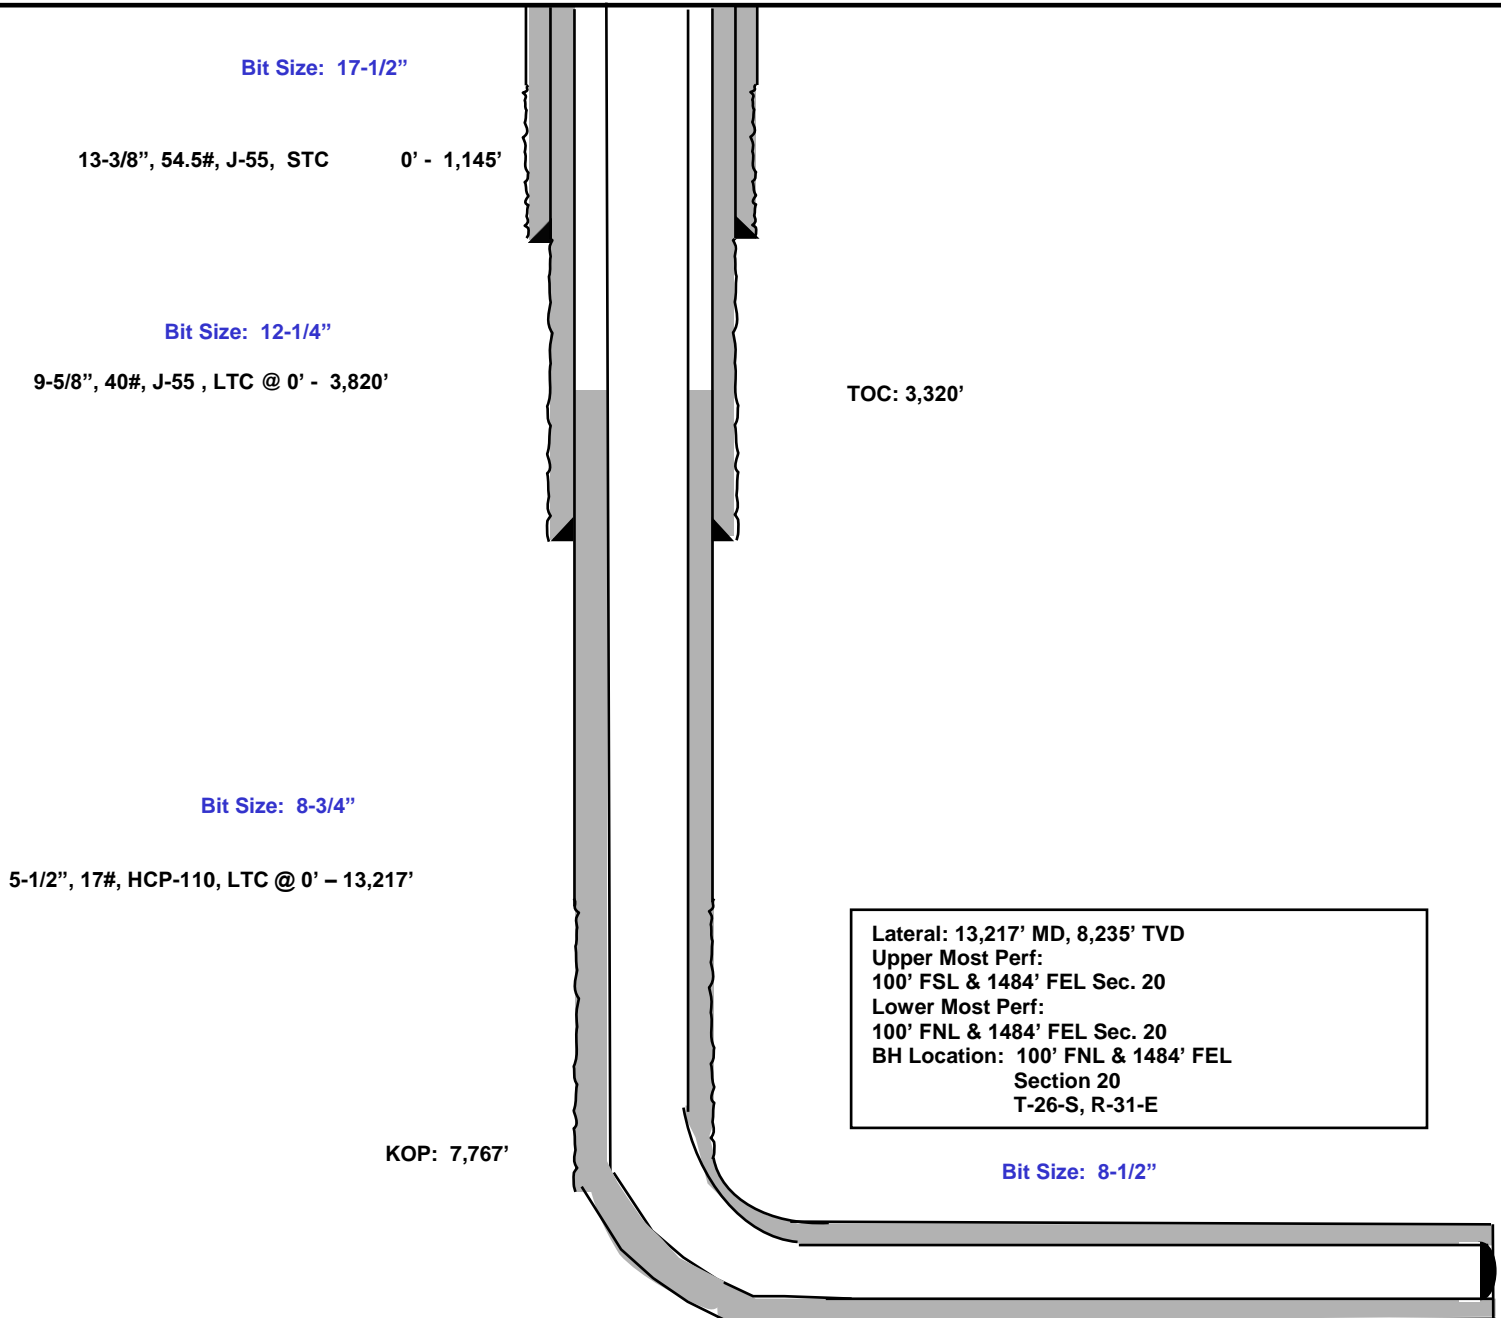 Bit Size:  17-1/2”
13-3/8”, 54.5#, J-55,  STC            0’ -  1,145’
Bit Size:  12-1/4”
9-5/8”, 40#, J-55 , LTC @ 0’ -  3,820’
TOC: 3,320’
Bit Size:  8-3/4”
5-1/2”, 17#, HCP-110, LTC @ 0’ – 13,217’
Lateral: 13,217’ MD, 8,235’ TVD
Upper Most Perf:
100’ FSL & 1484’ FEL Sec. 20
Lower Most Perf:
100’ FNL & 1484’ FEL Sec. 20
BH Location:  100’ FNL & 1484’ FEL
Section 20
T-26-S, R-31-E
KOP:  7,767’
Bit Size:  8-1/2”